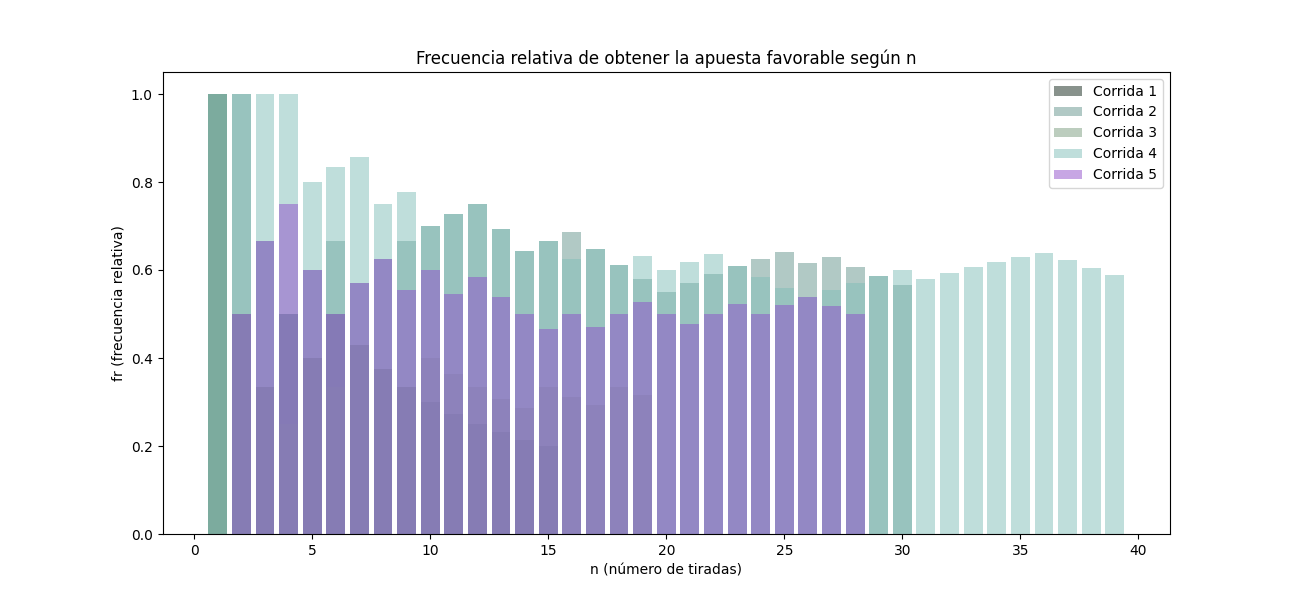 Frecuencia relativa de obtener la apuesta favorable según n
fr (frecuencia relativa)
1.0
0.8
0.6
0.4
0.2
0.0
0 5 10 15 20 25 30 35 40
n (número de tiradas)
Corrida 1
Corrida 2
Corrida 3
Corrida 4
Corrida 5